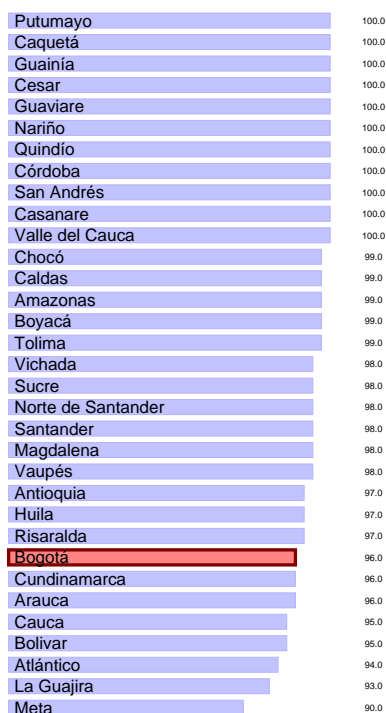 Putumayo 100.0
Caquetá 100.0
Guainía 100.0
Cesar 100.0
Guaviare 100.0
Nariño 100.0
Quindío 100.0
Córdoba 100.0
San Andrés 100.0
Casanare 100.0
Valle del Cauca 100.0
Chocó 99.0
Caldas 99.0
Amazonas 99.0
Boyacá 99.0
Tolima 99.0
Vichada 98.0
Sucre 98.0
Norte de Santander 98.0
Santander 98.0
Magdalena 98.0
Vaupés 98.0
Antioquia 97.0
Huila 97.0
Risaralda 97.0
Bogotá 96.0
Cundinamarca 96.0
Arauca 96.0
Cauca 95.0
Bolivar 95.0
Atlántico 94.0
La Guajira 93.0
Meta 90.0